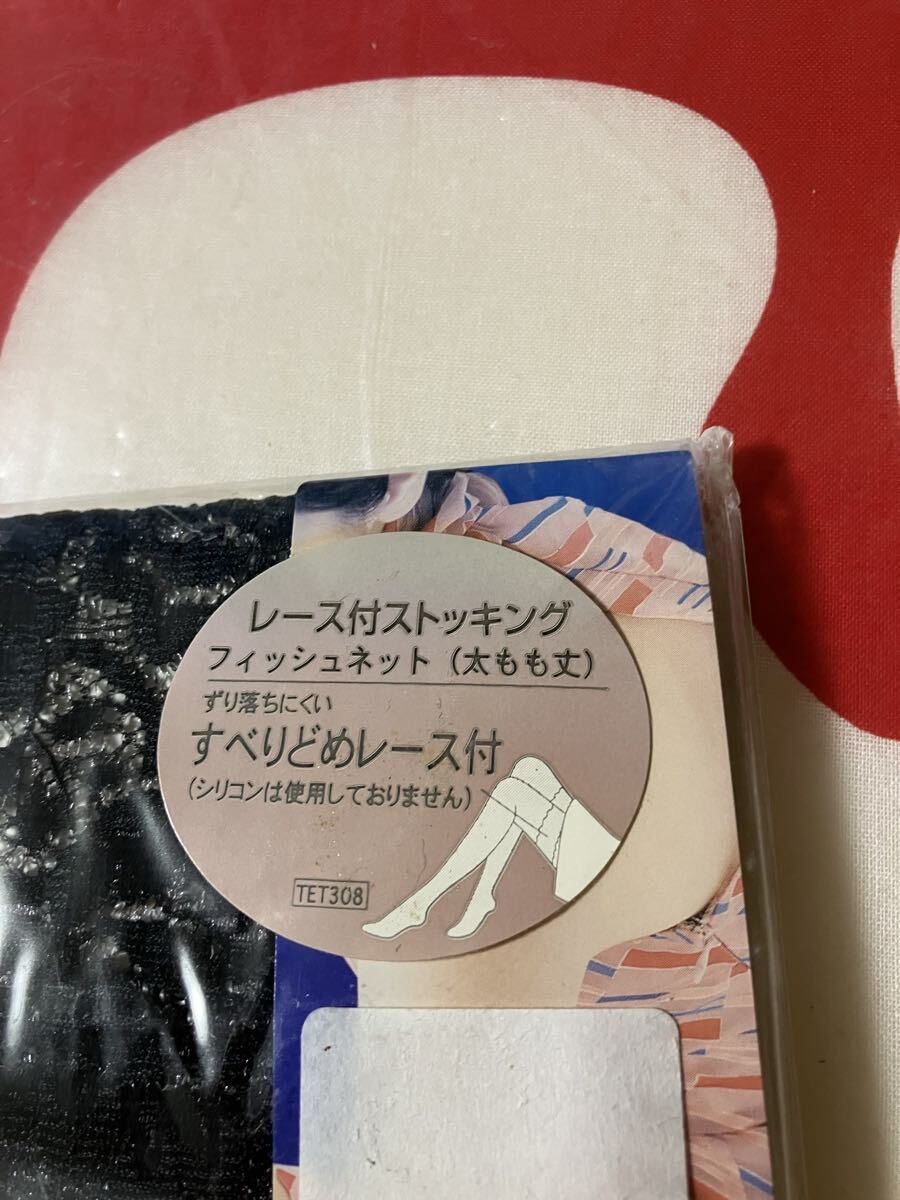 レース付ストッキング
フィッシュネット（太もも丈）
ずり落ちにくい
すべりどめレース付
（シリコンは使用しておりません）
TET308